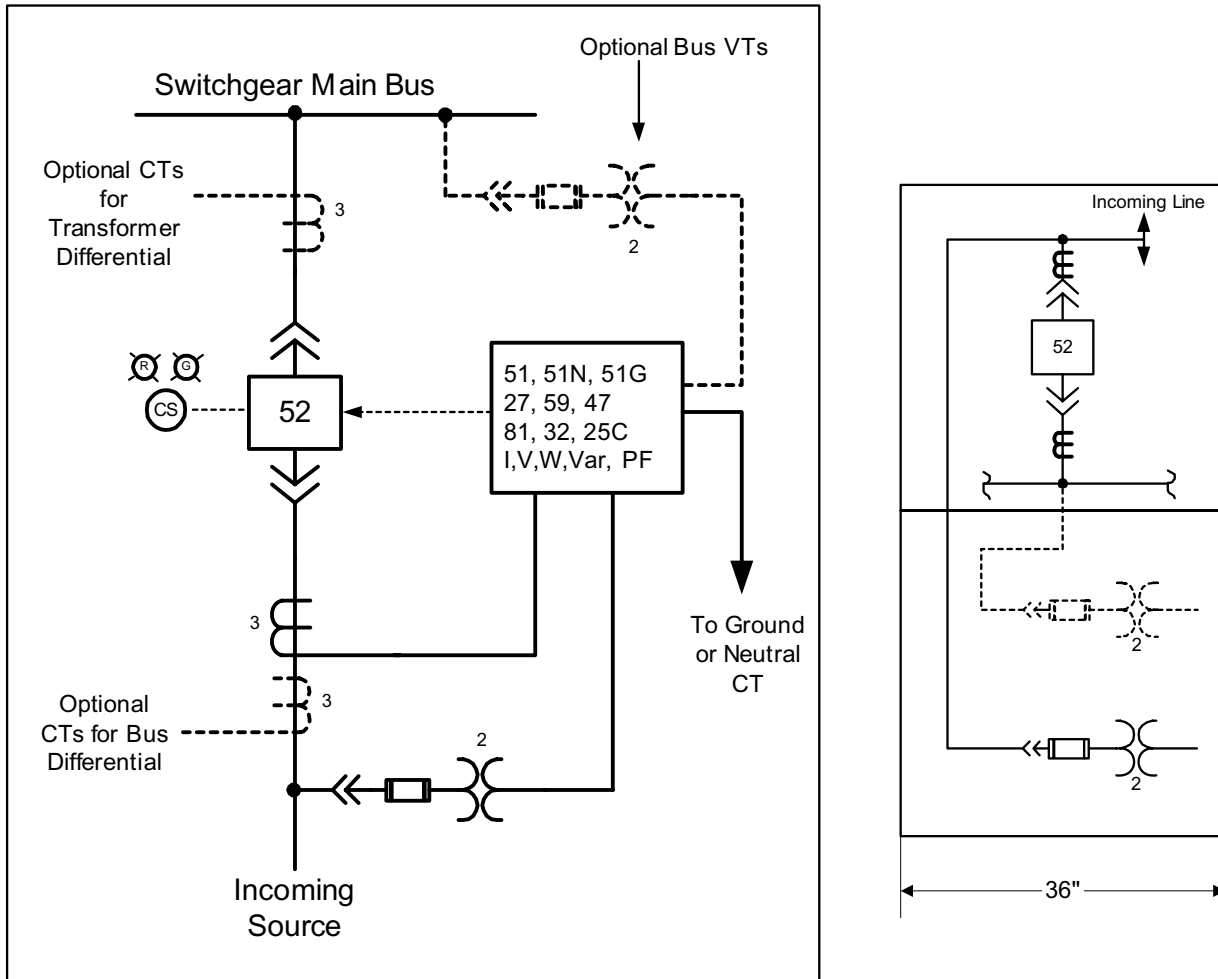 Optional Bus VTs
Switchgear Main Bus
Optional CTs
for
Transformer
Differential
3
2
R
G
CS
52
51, 51N, 51G
27, 59, 47
81, 32, 25C
I,V,W,Var, PF
3
To Ground
or Neutral
CT
Optional
CTs for Bus
Differential
3
2
Incoming
Source
Incoming Line
52
2
2
36"